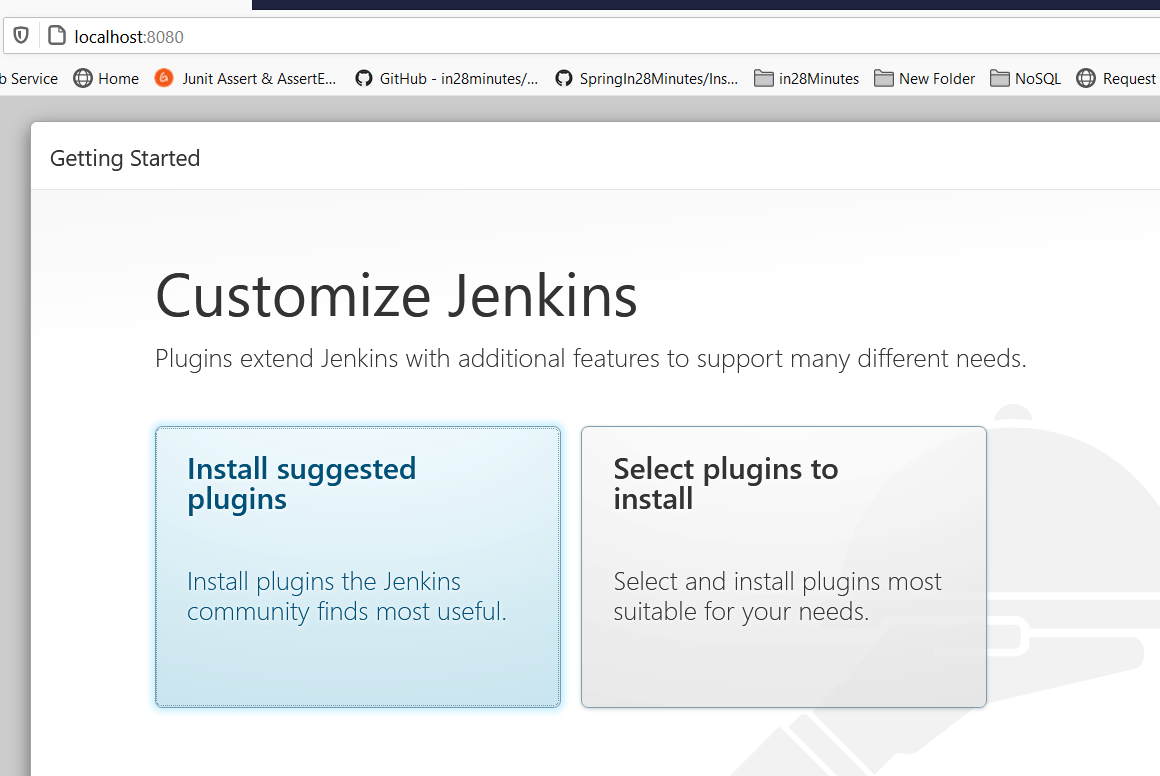 localhost:8080
b Service Home Junit Assert & AssertE... GitHub - in28minutes/... SpringIn28Minutes/Ins... in28Minutes New Folder NoSQL Request
Getting Started
Customize Jenkins
Plugins extend Jenkins with additional features to support many different needs.
Install suggested
plugins
Install plugins the Jenkins
community finds most useful.
Select plugins to
install
Select and install plugins most
suitable for your needs.